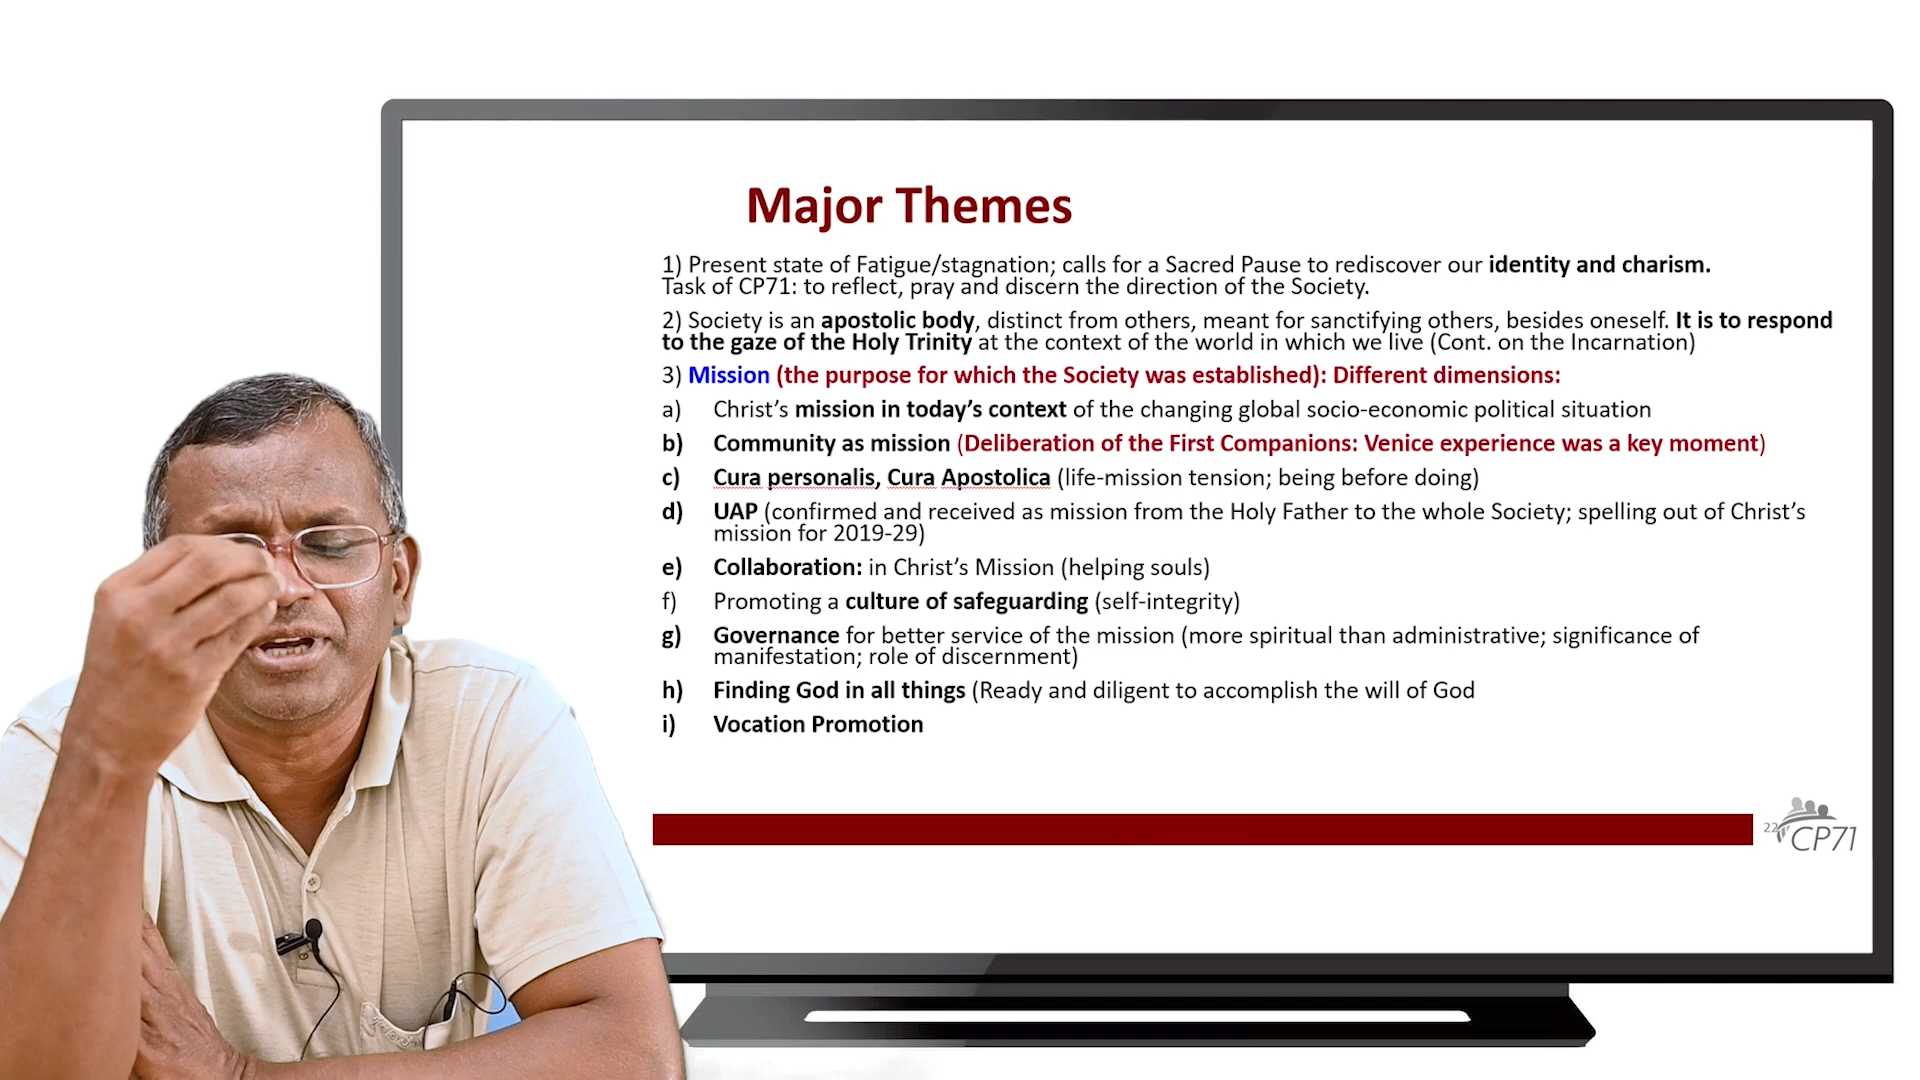 Major Themes
1) Present state of Fatigue/stagnation; calls for a Sacred Pause to rediscover our identity and charism.
Task of CP71: to reflect, pray and discern the direction of the Society.
2) Society is an apostolic body, distinct from others, meant for sanctifying others, besides oneself. It is to respond
to the gaze of the Holy Trinity at the context of the world in which we live (Cont. on the Incarnation)
3) Mission (the purpose for which the Society was established): Different dimensions:
a) Christ’s mission in today’s context of the changing global socio-economic political situation
b) Community as mission (Deliberation of the First Companions: Venice experience was a key moment)
c) Cura personalis, Cura Apostolica (life-mission tension; being before doing)
d) UAP (confirmed and received as mission from the Holy Father to the whole Society; spelling out of Christ’s
mission for 2019-29)
e) Collaboration: in Christ’s Mission (helping souls)
f) Promoting a culture of safeguarding (self-integrity)
g) Governance for better service of the mission (more spiritual than administrative; significance of
manifestation; role of discernment)
h) Finding God in all things (Ready and diligent to accomplish the will of God
i) Vocation Promotion
22
CP71